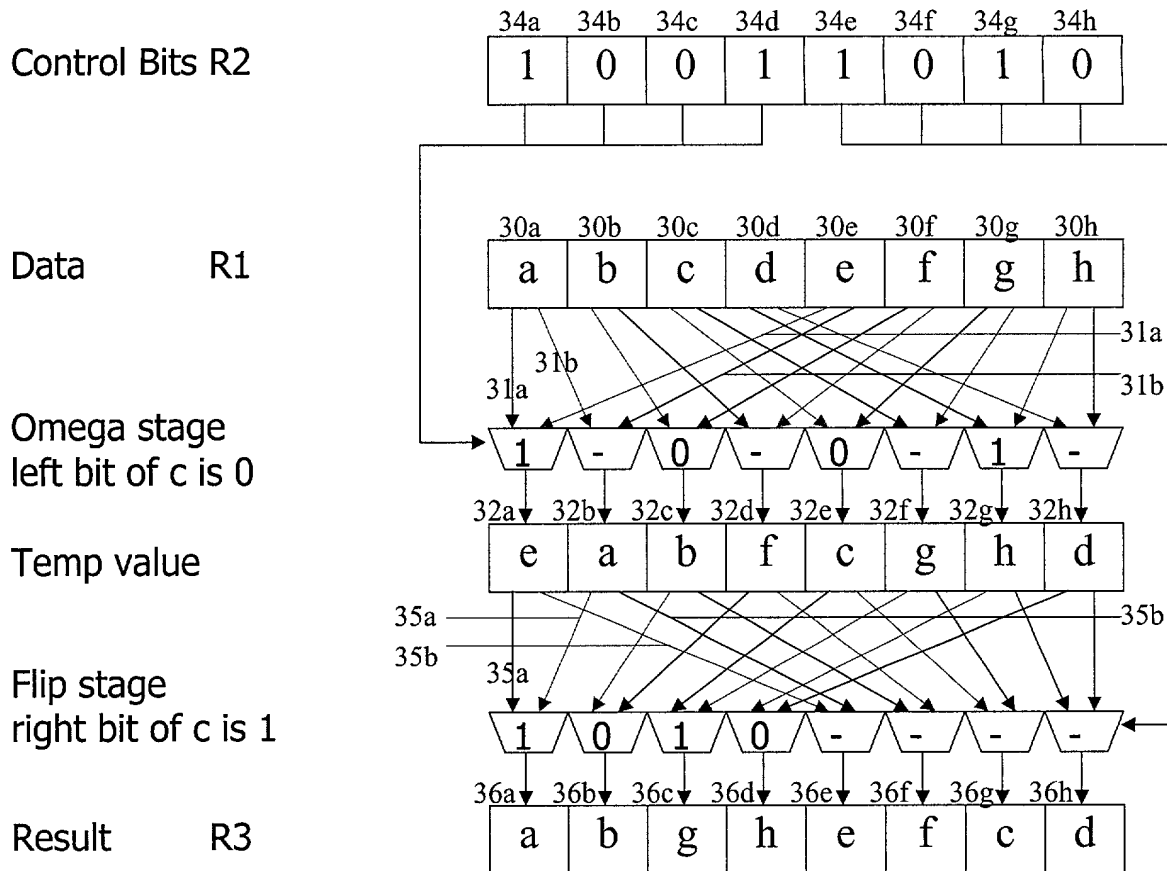 34a 34b 34c 34d 34e 34f 34g 34h
Control Bits R2 1 0 0 1 1 0 1 0
30a 30b 30c 30d 30e 30f 30g 30h
Data R1 a b c d e f g h
31a
31b
31b
31a
Omega stage
left bit of c is 0
1 - 0 - 0 - 1 -
32a 32b 32c 32d 32e 32f 32g 32h
Temp value e a b f c g h d
35a 35b
35b
35a
Flip stage
right bit of c is 1
1 0 1 0 - - - -
36a 36b 36c 36d 36e 36f 36g 36h
Result R3 a b g h e f c d